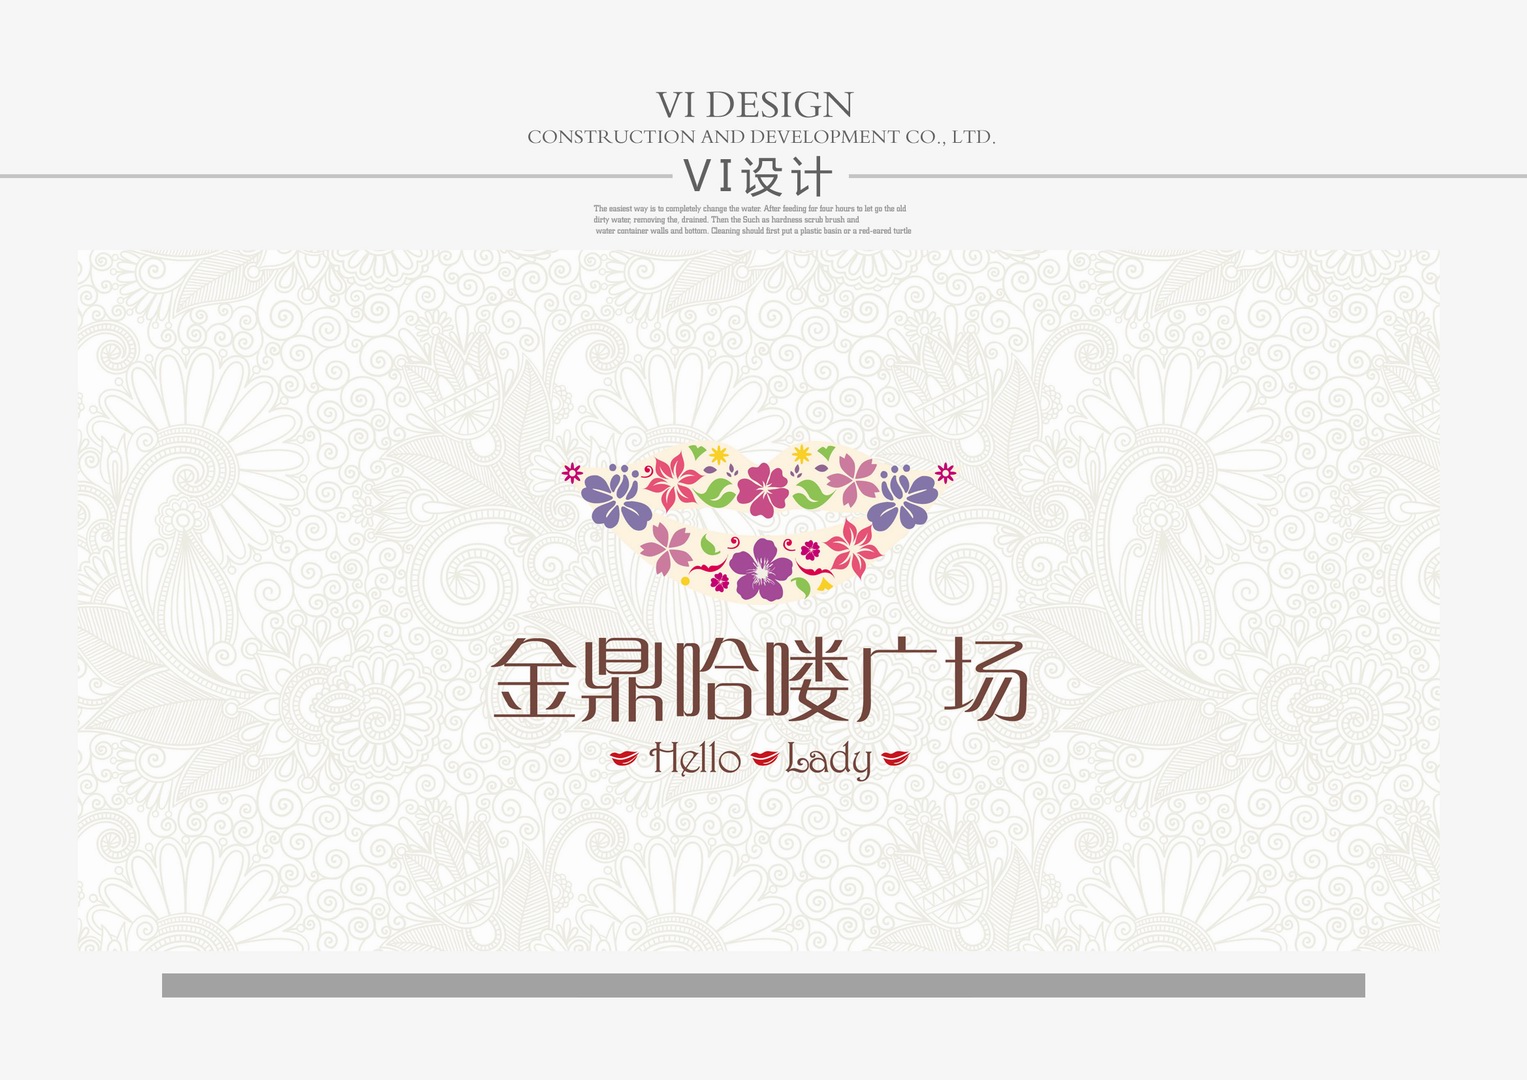 VI DESIGN
CONSTRUCTION AND DEVELOPMENT CO., LTD.
VI设计
The easiest way is to completely change the water. After feeding for four hours to let go the old
dirty water, removing the, drained. Then the Such as hardness scrub brush and
water container walls and bottom. Cleaning should first put a plastic basin or a red-eared turtle
金鼎哈喽广场
Hello Lady